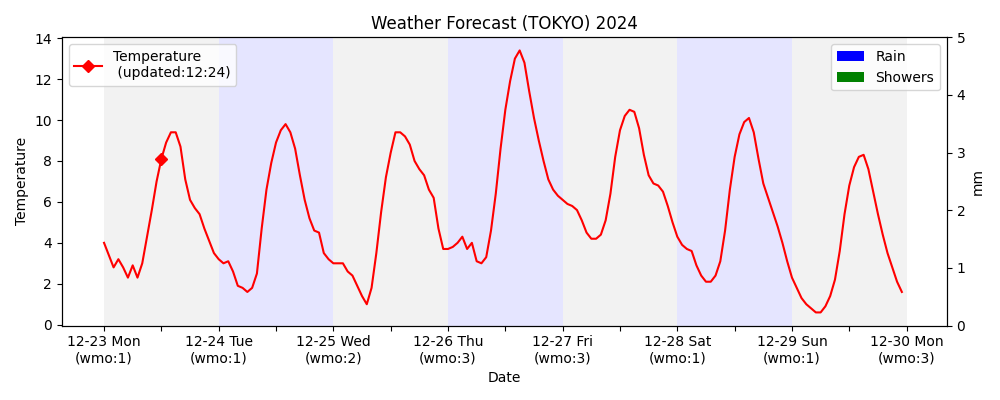 Weather Forecast (TOKYO) 2024
Temperature
(updated:12:24)
Rain
Showers
14
12
10
8
6
4
2
0
Temperature
5
4
3
2
1
0
mm
12-23 Mon 12-24 Tue 12-25 Wed 12-26 Thu 12-27 Fri 12-28 Sat 12-29 Sun 12-30 Mon
(wmo:1) (wmo:1) (wmo:2) (wmo:3) (wmo:3) (wmo:1) (wmo:1) (wmo:3)
Date